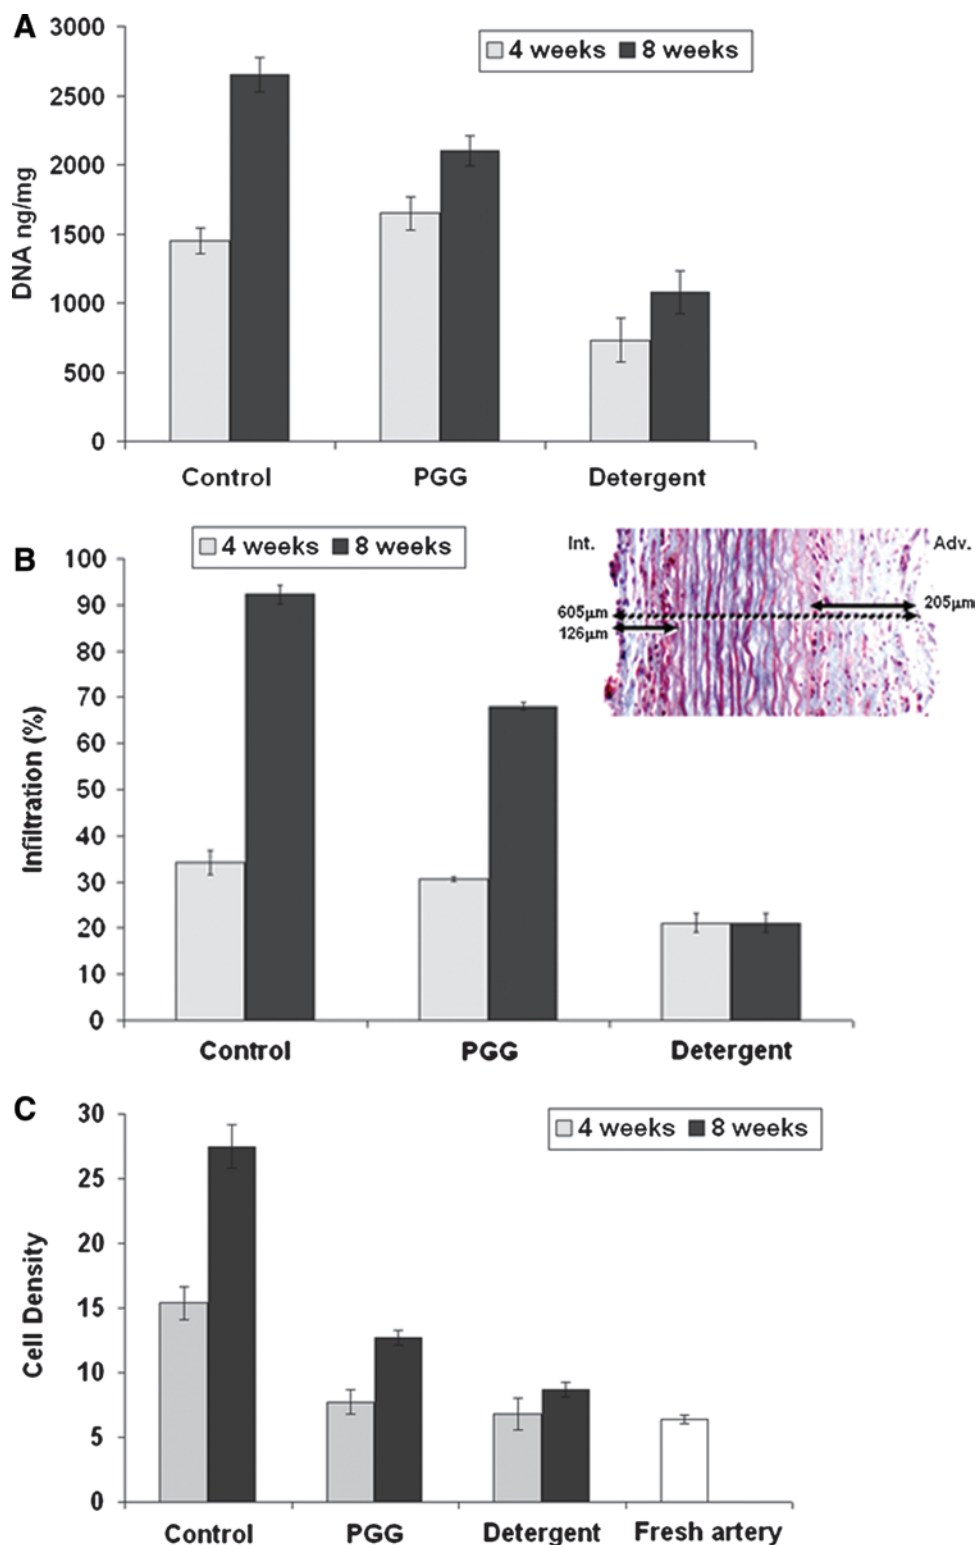 A
3000
2500
2000
1500
1000
500
0
DNA ng/mg
4 weeks 8 weeks
Control PGG Detergent
B
100
90
80
70
60
50
40
30
20
10
0
Infiltration (%)
4 weeks 8 weeks
Int. Adv.
605µm
126µm
205µm
Control PGG Detergent
C
30
25
20
15
10
5
0
Cell Density
4 weeks 8 weeks
Control PGG Detergent Fresh artery